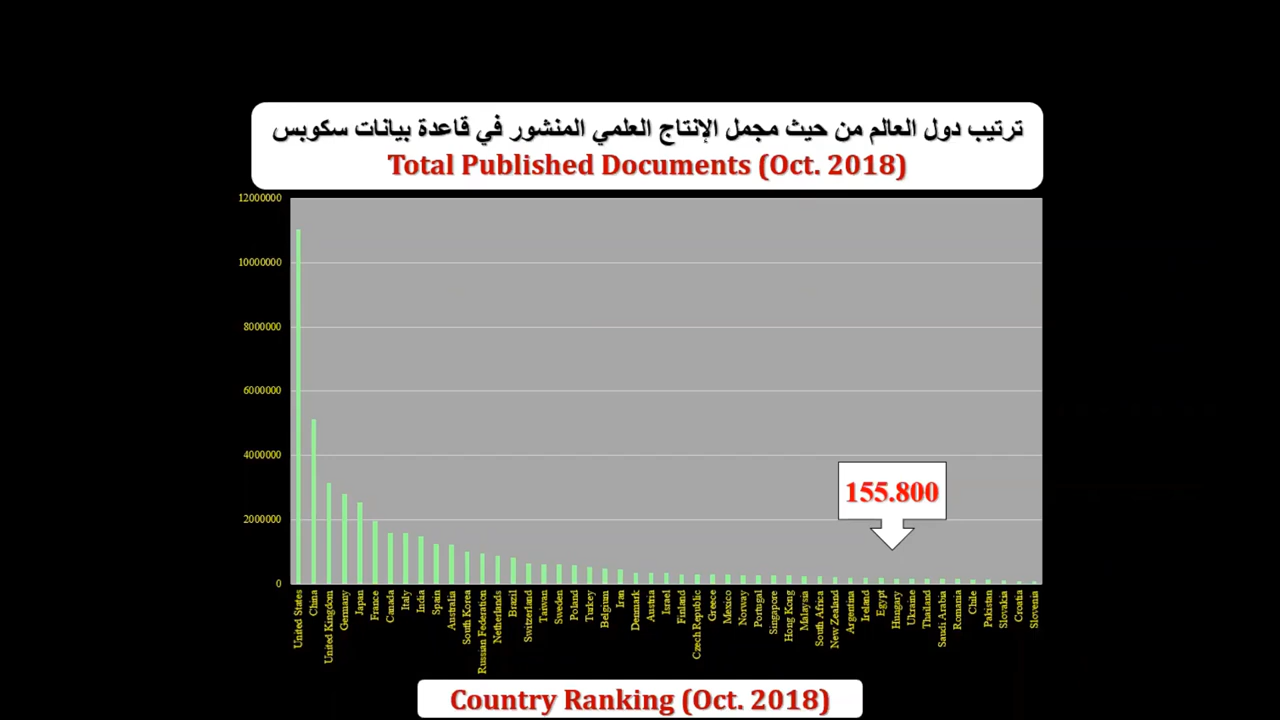 ترتيب دول العالم من حيث مجمل الإنتاج العلمي المنشور في قاعدة بيانات سكوبس
Total Published Documents (Oct. 2018)
12000000
10000000
8000000
6000000
4000000
2000000
0
155.800
United States
China
United Kingdom
Germany
Japan
France
Canada
Italy
India
Spain
Australia
South Korea
Russian Federation
Netherlands
Brazil
Switzerland
Taiwan
Sweden
Poland
Turkey
Belgium
Iran
Denmark
Austria
Israel
Finland
Czech Republic
Greece
Mexico
Norway
Portugal
Singapore
Hong Kong
Malaysia
South Africa
New Zealand
Argentina
Ireland
Egypt
Hungary
Ukraine
Thailand
Saudi Arabia
Romania
Chile
Pakistan
Slovakia
Croatia
Slovenia
Country Ranking (Oct. 2018)